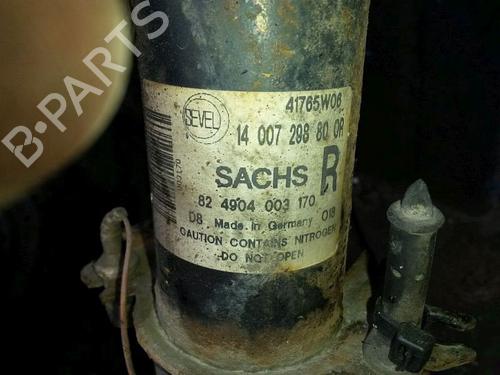 B-PARTS
41765W06
SEVEL
14 007 298 80 0R
SACHS R
82 4904 003 170
D8 Made in Germany 018
CAUTION CONTAINS NITROGEN
DO NOT OPEN